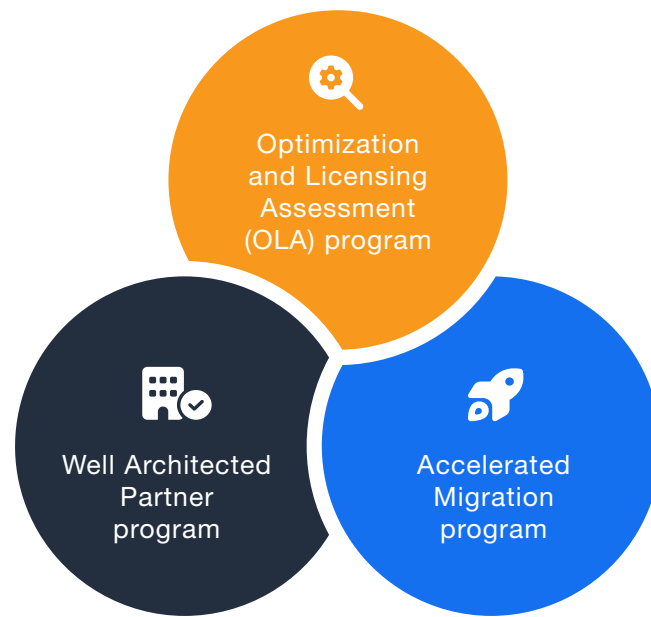 Optimization
and Licensing
Assessment
(OLA) program
Well Architected
Partner
program
Accelerated
Migration
program